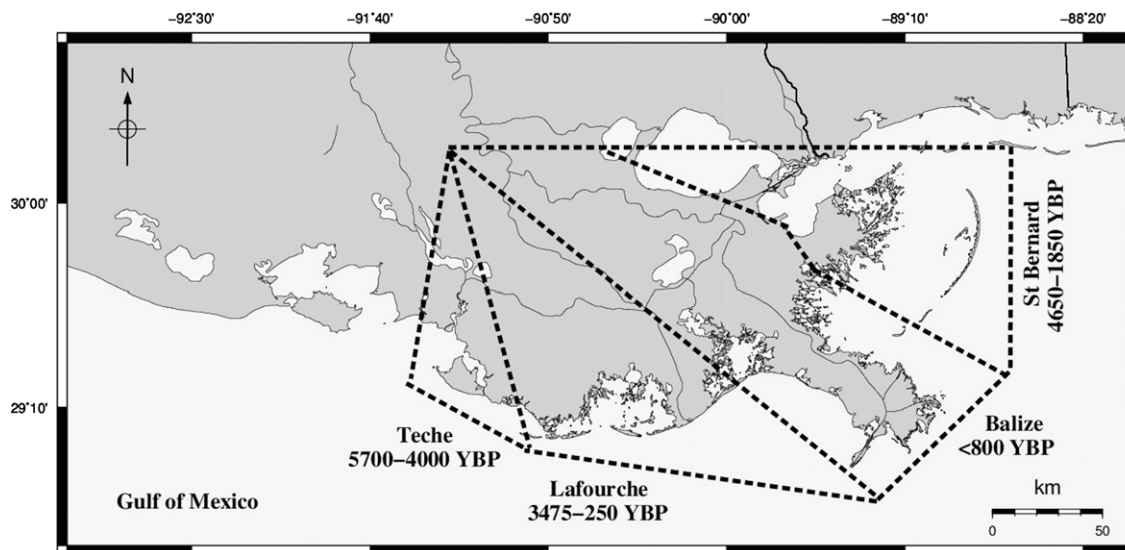 −92˚30' −91˚40' −90˚50' −90˚00' −89˚10' −88˚20'
N
30˚00'
St Bernard
4650−1850 YBP
29˚10'
Teche
5700−4000 YBP
Balize
<800 YBP
Lafourche
3475−250 YBP
Gulf of Mexico
km
0 50